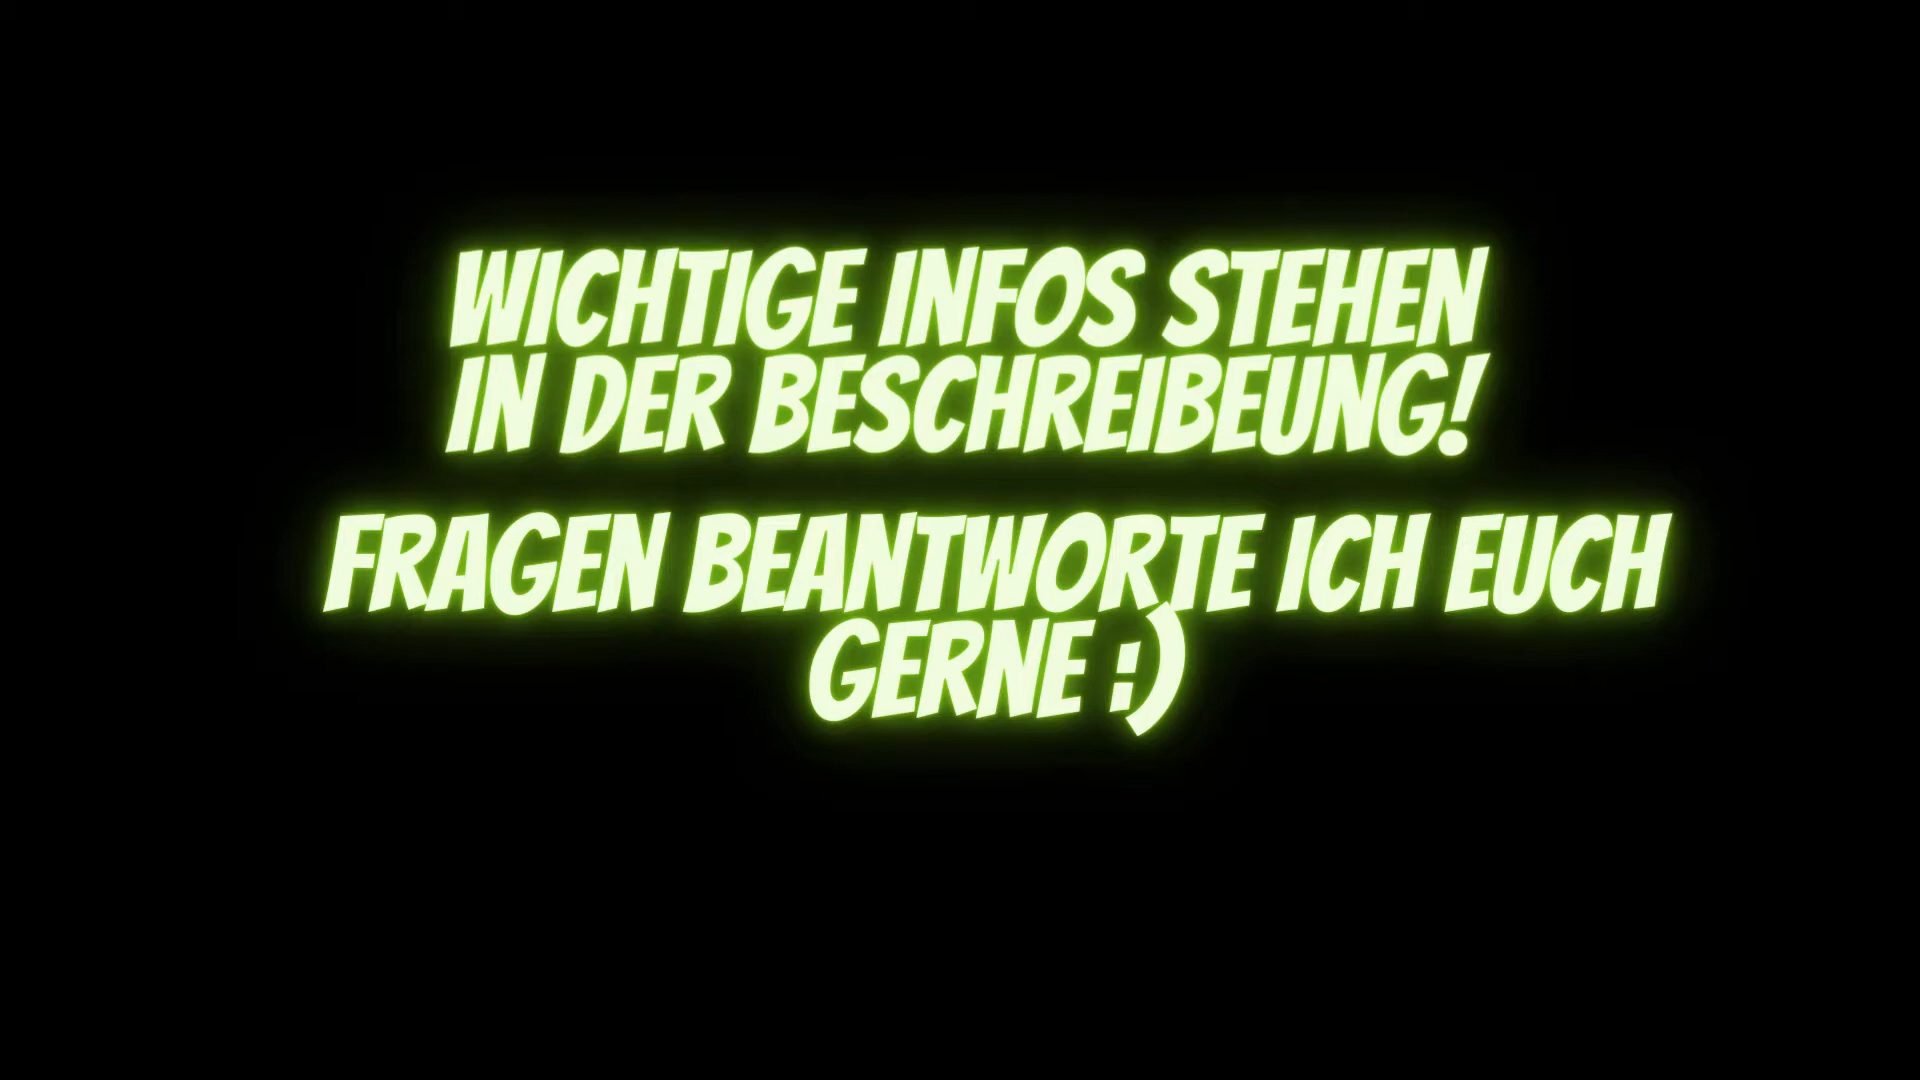 WICHTIGE INFOS STEHEN
IN DER BESCHREIBEUNG!
FRAGEN BEANTWORTE ICH EUCH
GERNE :)